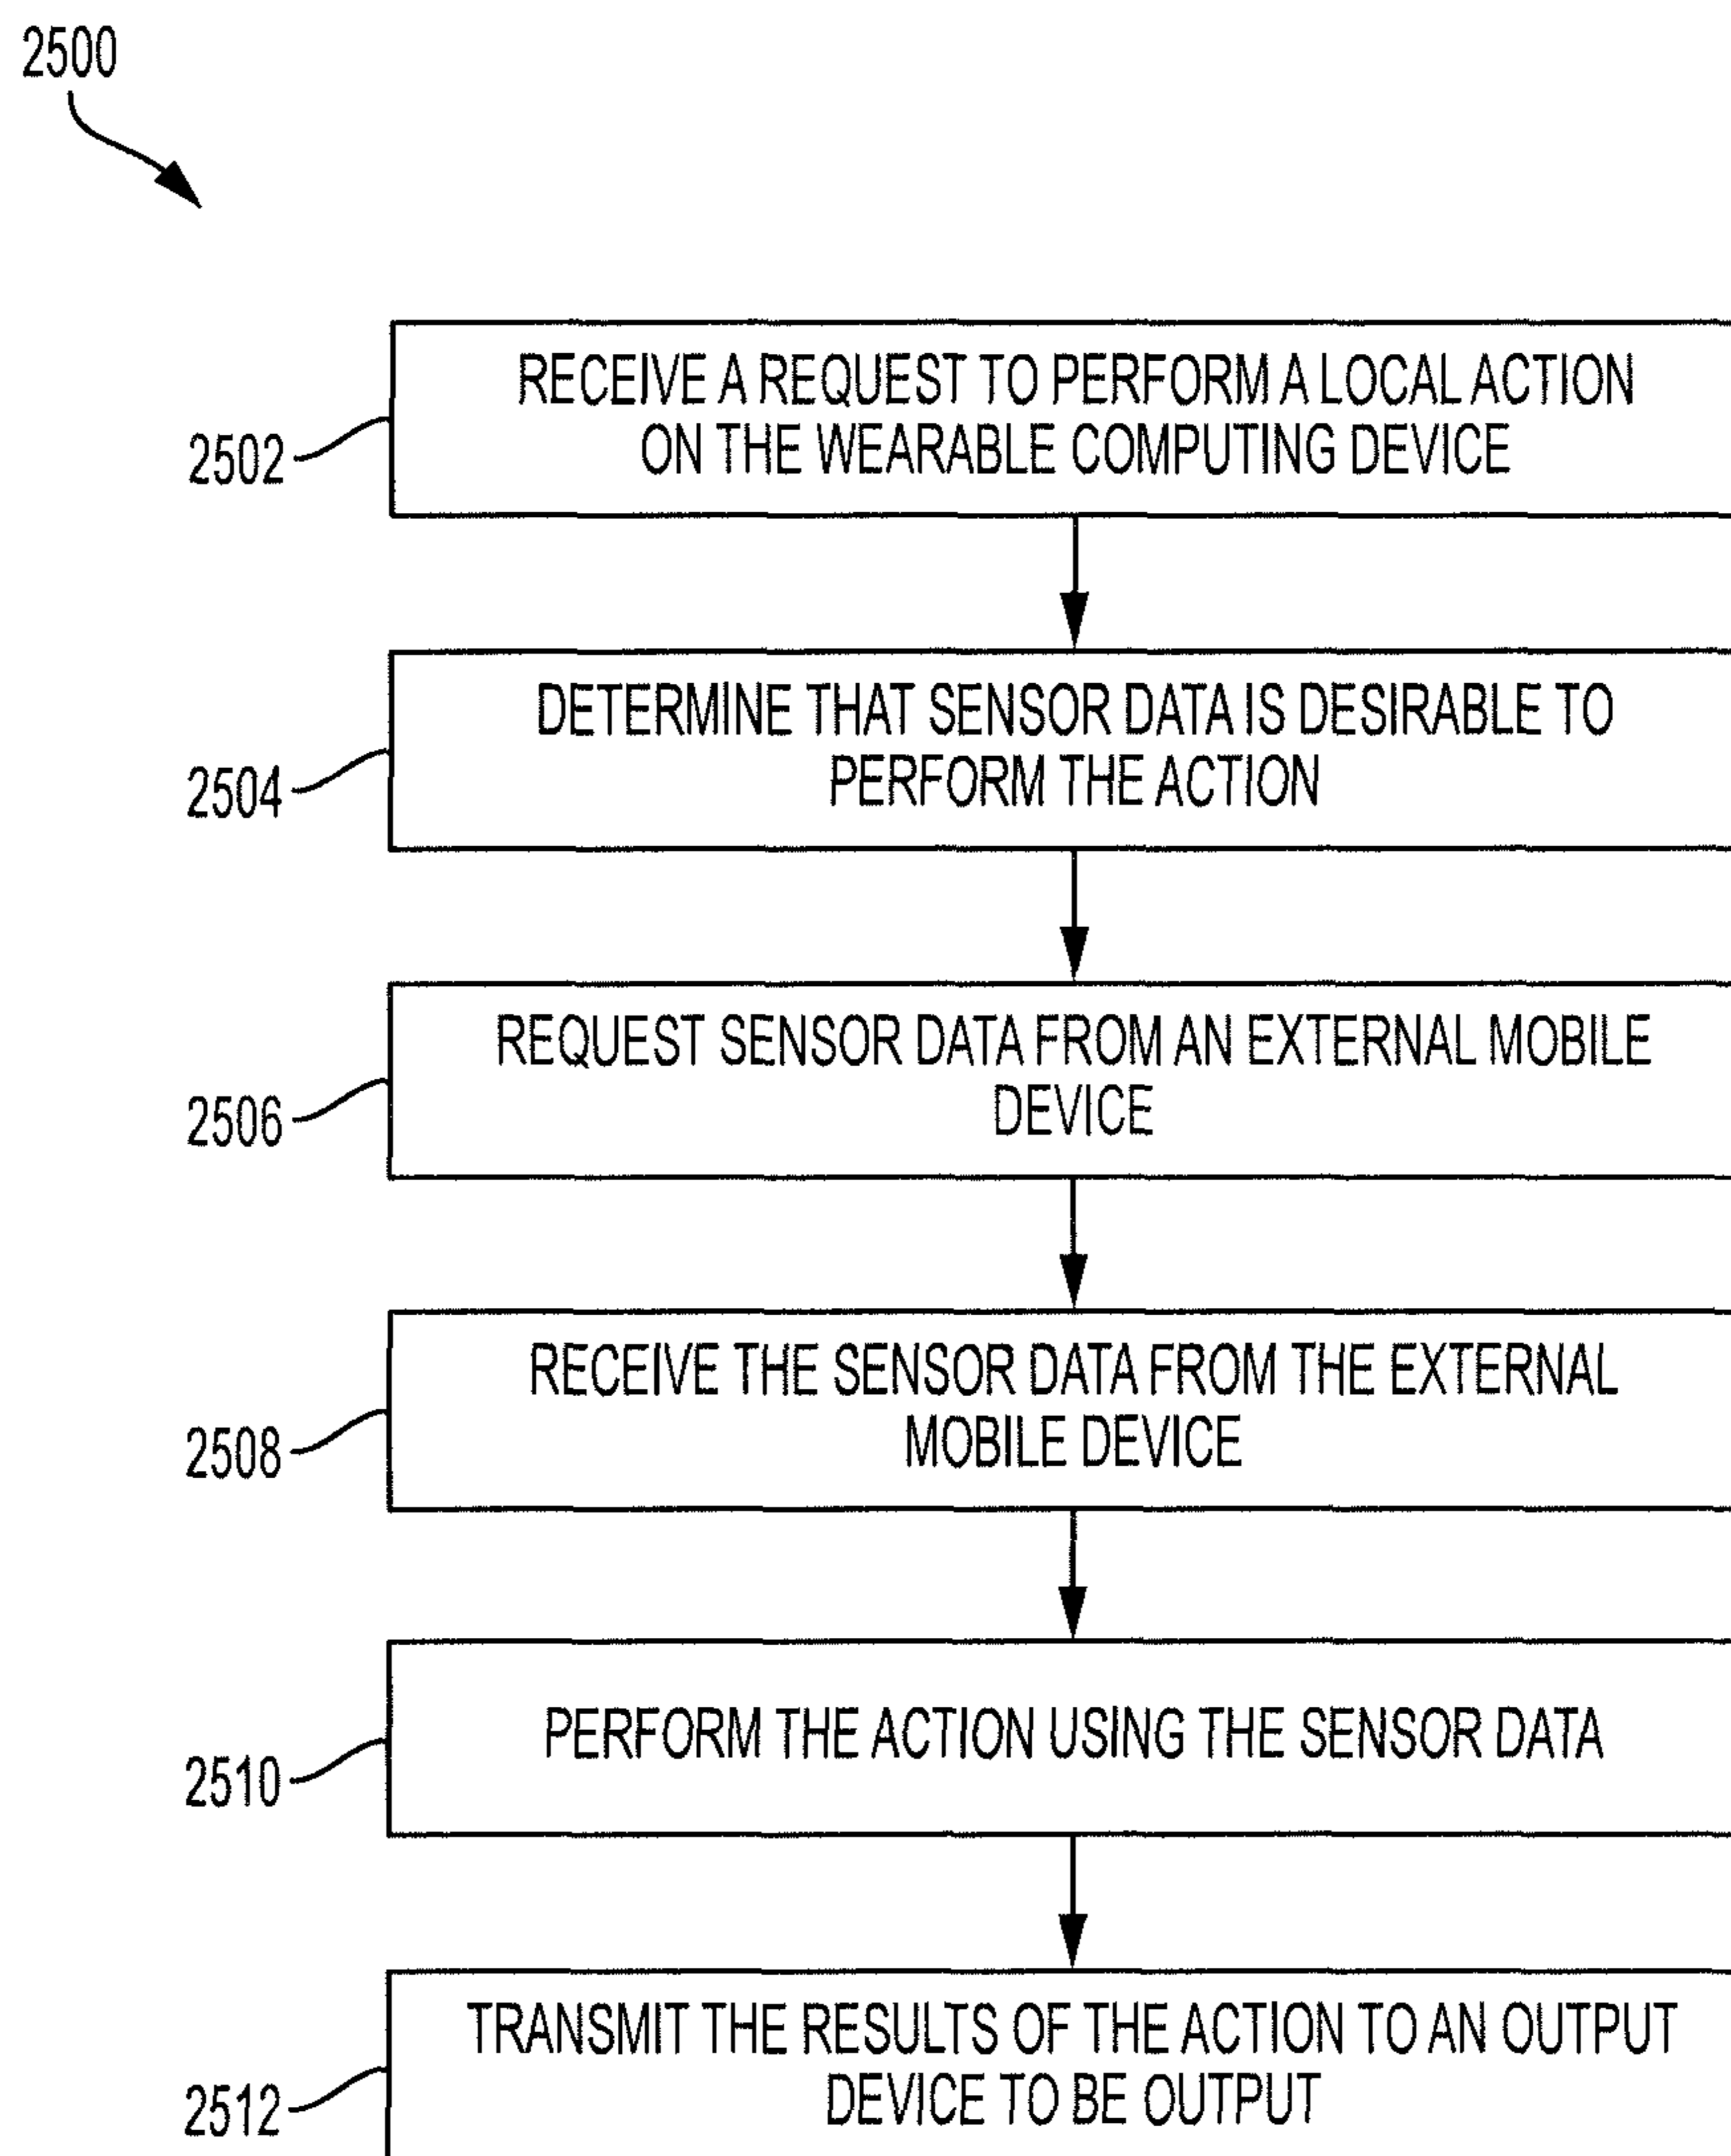 2500
RECEIVE A REQUEST TO PERFORM A LOCAL ACTION
ON THE WEARABLE COMPUTING DEVICE
2502
DETERMINE THAT SENSOR DATA IS DESIRABLE TO
PERFORM THE ACTION
2504
REQUEST SENSOR DATA FROM AN EXTERNAL MOBILE
DEVICE
2506
RECEIVE THE SENSOR DATA FROM THE EXTERNAL
MOBILE DEVICE
2508
PERFORM THE ACTION USING THE SENSOR DATA
2510
TRANSMIT THE RESULTS OF THE ACTION TO AN OUTPUT
DEVICE TO BE OUTPUT
2512